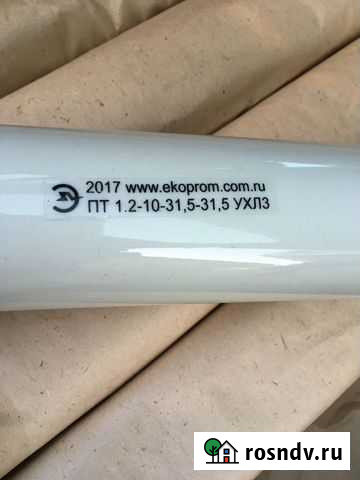 2017 www.ekoprom.com.ru
ПТ 1.2-10-31,5-31,5 УХЛ3
rosndv.ru